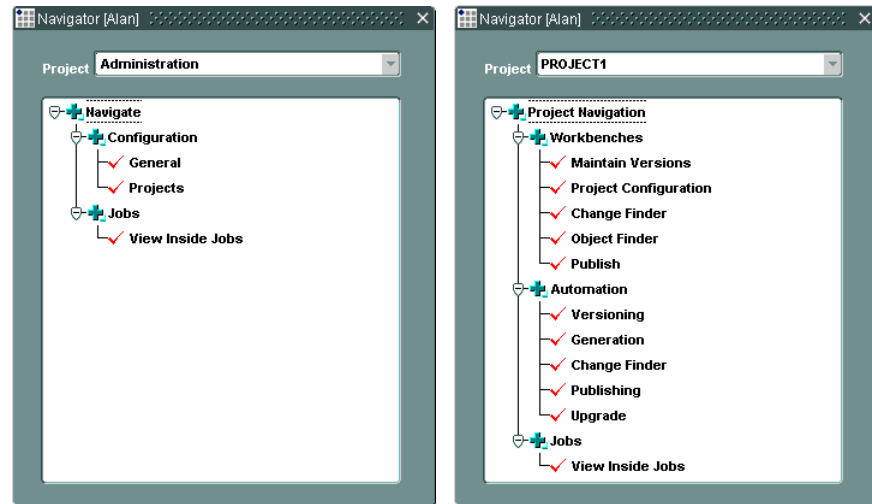 Navigator [Alan]
Project Administration
Navigate
Configuration
General
Projects
Jobs
View Inside Jobs
Navigator [Alan]
Project PROJECT1
Project Navigation
Workbenches
Maintain Versions
Project Configuration
Change Finder
Object Finder
Publish
Automation
Versioning
Generation
Change Finder
Publishing
Upgrade
Jobs
View Inside Jobs